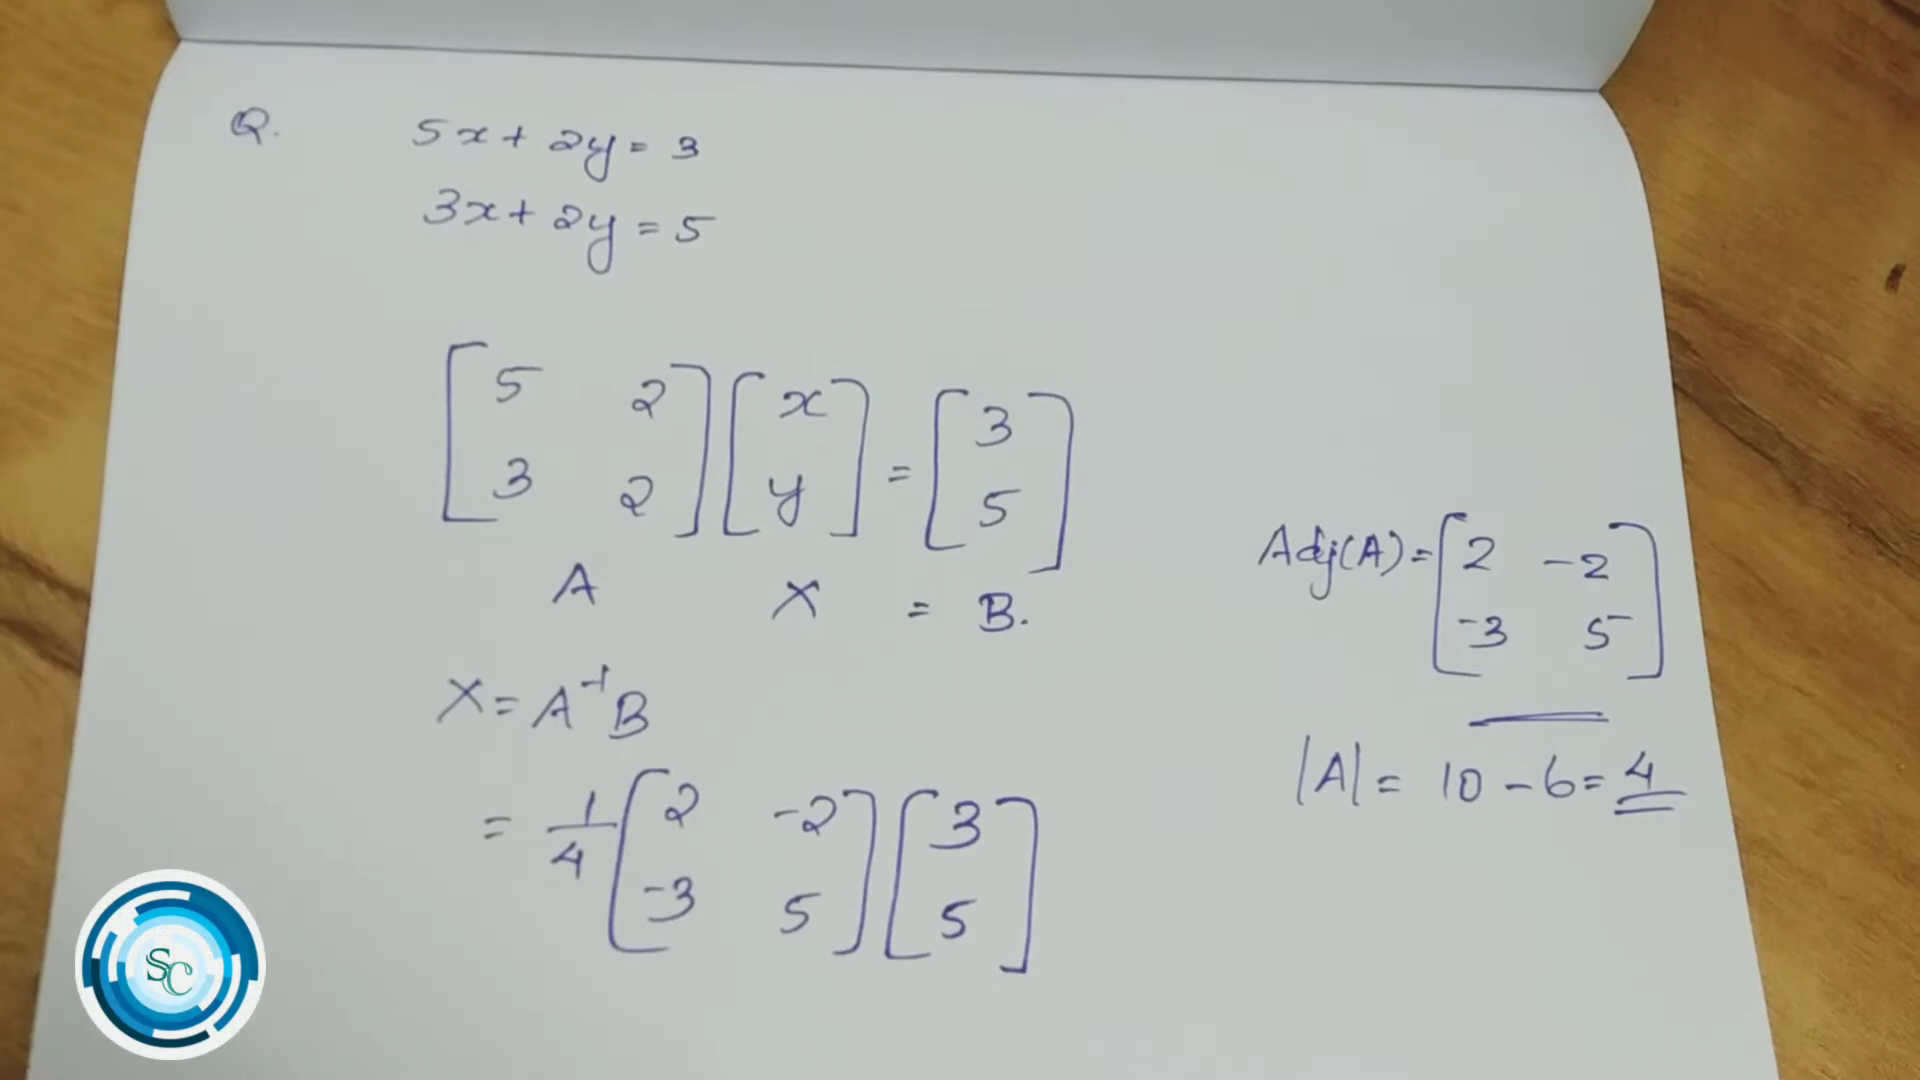 Q. 5x + 2y = 3
3x + 2y = 5
[5 2
3 2] [x
y] = [3
5]
A X = B.
Adj(A) = [2 -2
-3 5]
X = A⁻¹B
|A| = 10 - 6 = 4
= 1/4 [2 -2
-3 5] [3
5]
SC